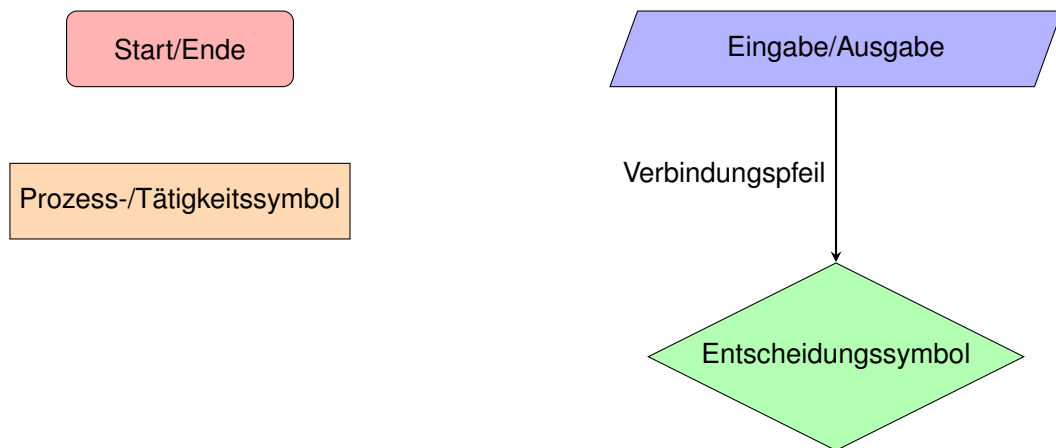 Start/Ende
Eingabe/Ausgabe
Verbindungspfeil
Prozess-/Tätigkeitssymbol
Entscheidungssymbol